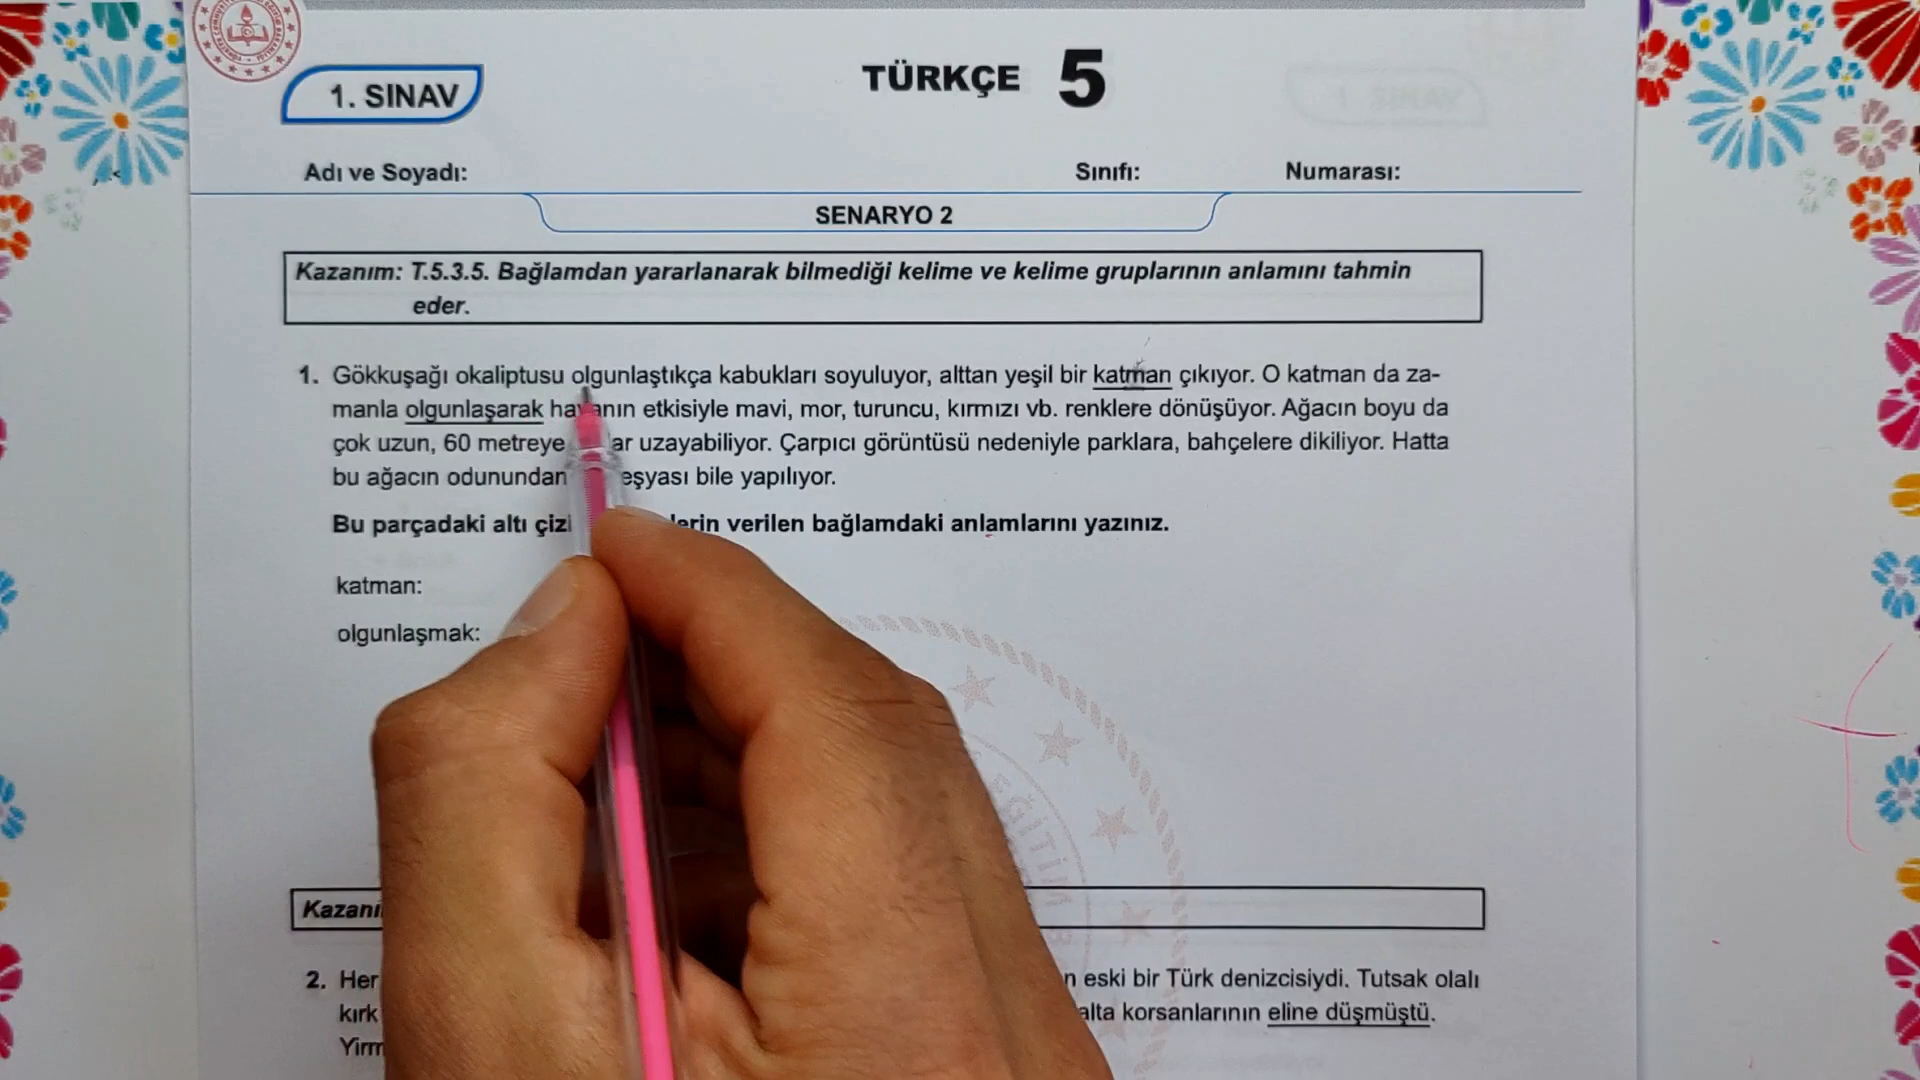 1. SINAV
TÜRKÇE 5
Adı ve Soyadı:
Sınıfı:
Numarası:
SENARYO 2
Kazanım: T.5.3.5. Bağlamdan yararlanarak bilmediği kelime ve kelime gruplarının anlamını tahmin
eder.
1. Gökkuşağı okaliptusu olgunlaştıkça kabukları soyuluyor, alttan yeşil bir katman çıkıyor. O katman da za-
manla olgunlaşarak havanın etkisiyle mavi, mor, turuncu, kırmızı vb. renklere dönüşüyor. Ağacın boyu da
çok uzun, 60 metreye ar uzayabiliyor. Çarpıcı görüntüsü nedeniyle parklara, bahçelere dikiliyor. Hatta
bu ağacın odunundan eşyası bile yapılıyor.
Bu parçadaki altı çizi lerin verilen bağlamdaki anlamlarını yazınız.
katman:
olgunlaşmak:
EĞİTİM
Kazanı
2. Her n eski bir Türk denizcisiydi. Tutsak olalı
kırk alta korsanlarının eline düşmüştü.
Yirm